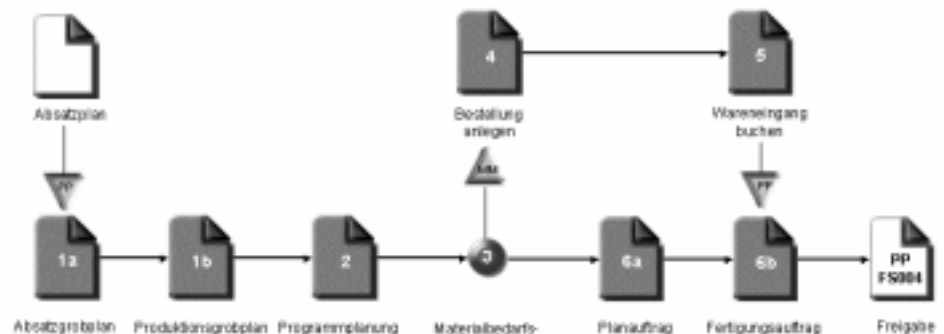 4
5
Absatzplan
Bestellung
anlegen
Wareneingang
buchen
PP
MM
PP
1a
1b
2
3
6a
6b
PP
FS004
Absatzgrobplan
Produktionsgrobplan
Programmplanung
Materialbedarfs-
Planauftrag
Fertigungsauftrag
Freigabe